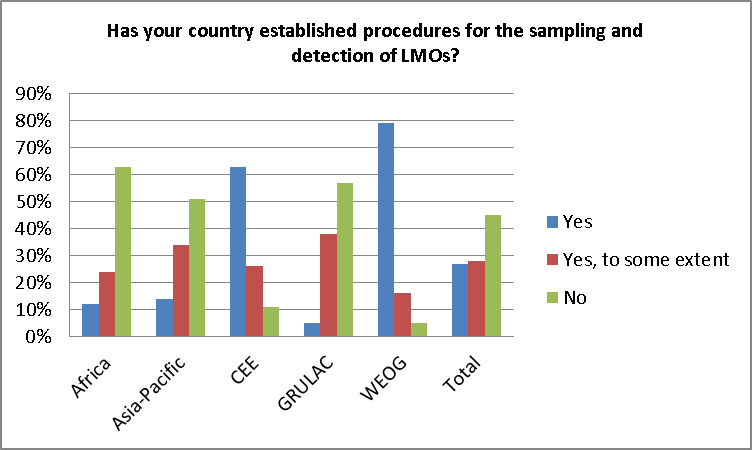 Has your country established procedures for the sampling and
detection of LMOs?
90%
80%
70%
60%
50%
40%
30%
20%
10%
0%
Africa
Asia-Pacific
CEE
GRULAC
WEOG
Total
Yes
Yes, to some extent
No